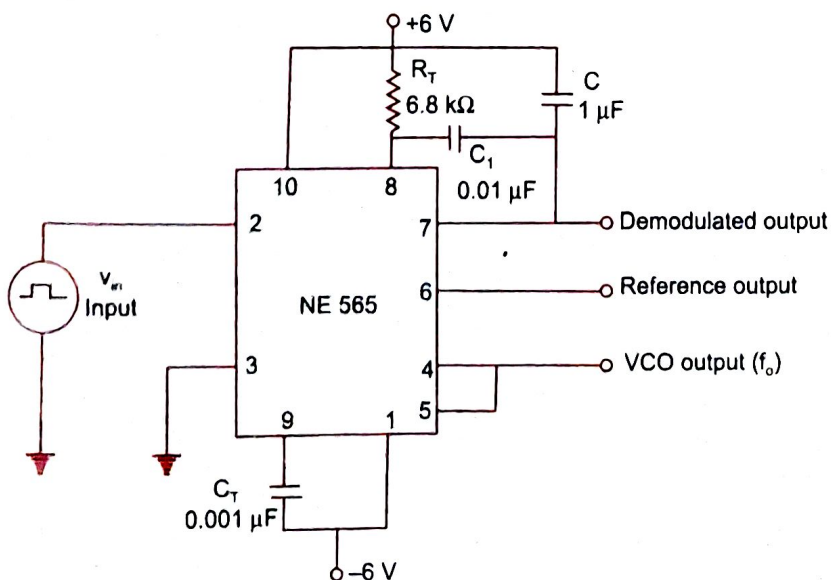 +6 V
R_T
6.8 kΩ
C
1 μF
C_1
0.01 μF
10
8
2
7
Demodulated output
v_in
Input
6
Reference output
NE 565
3
4
VCO output (f_o)
5
9
1
C_T
0.001 μF
–6 V